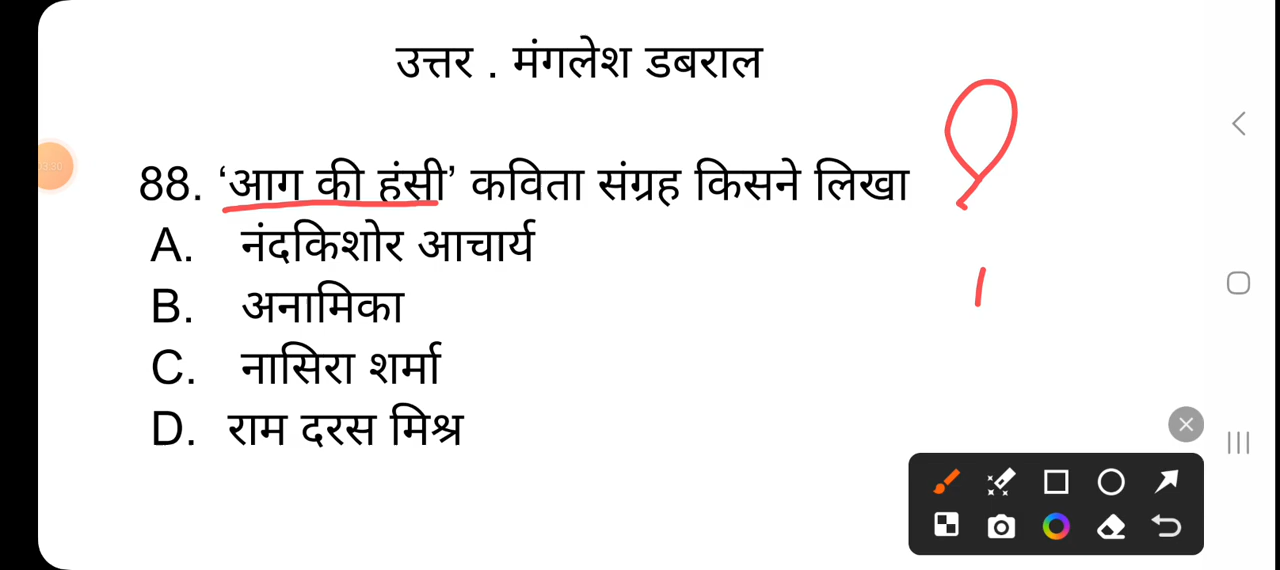 उत्तर . मंगलेश डबराल
88. ‘आग की हंसी’ कविता संग्रह किसने लिखा
A. नंदकिशोर आचार्य
B. अनामिका
C. नासिरा शर्मा
D. राम दरस मिश्र